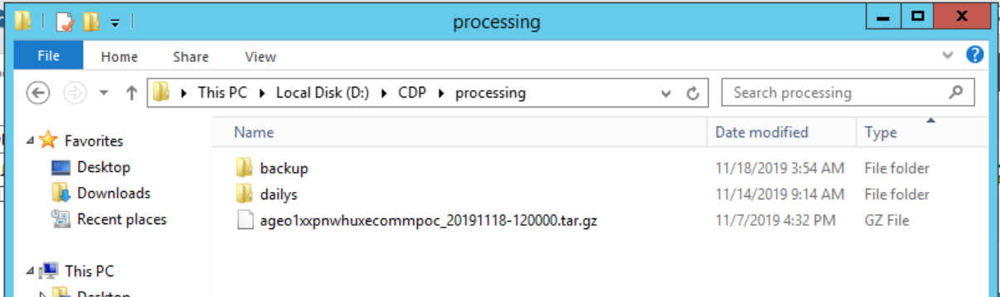 processing
File Home Share View
This PC Local Disk (D:) CDP processing Search processing
Name Date modified Type
Favorites
Desktop
Downloads
Recent places
This PC
Desktop
backup 11/18/2019 3:54 AM File folder
dailys 11/14/2019 9:14 AM File folder
ageo1xxpnwhuxecommpoc_20191118-120000.tar.gz 11/7/2019 4:32 PM GZ File